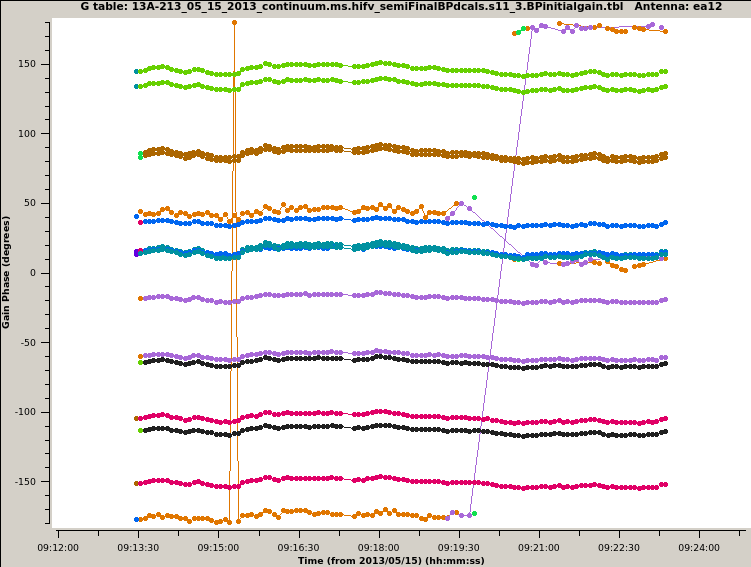 G table: 13A-213_05_15_2013_continuum.ms.hifv_semiFinalBPdcals.s11_3.BPinitialgain.tbl   Antenna: ea12
150
100
50
0
-50
-100
-150
Gain Phase (degrees)
09:12:00 09:13:30 09:15:00 09:16:30 09:18:00 09:19:30 09:21:00 09:22:30 09:24:00
Time (from 2013/05/15) (hh:mm:ss)